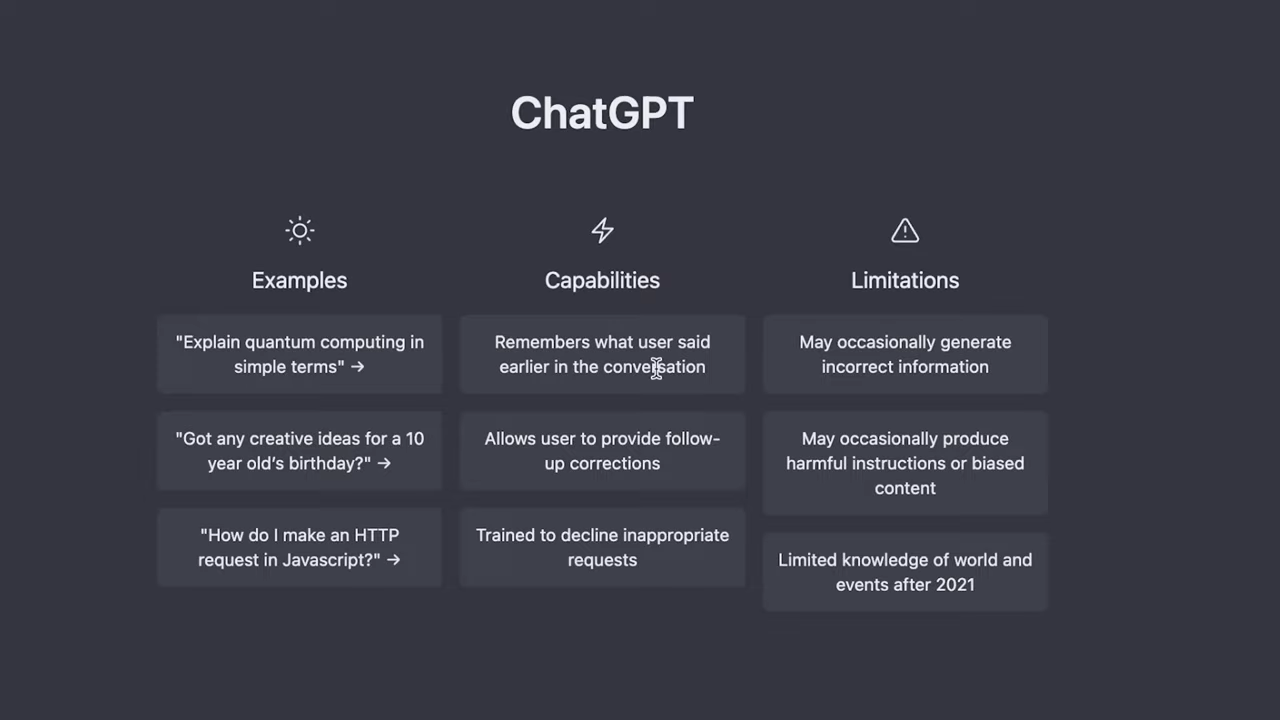 ChatGPT
Examples
"Explain quantum computing in
simple terms" →
"Got any creative ideas for a 10
year old's birthday?" →
"How do I make an HTTP
request in Javascript?" →
Capabilities
Remembers what user said
earlier in the conversation
Allows user to provide follow-
up corrections
Trained to decline inappropriate
requests
Limitations
May occasionally generate
incorrect information
May occasionally produce
harmful instructions or biased
content
Limited knowledge of world and
events after 2021